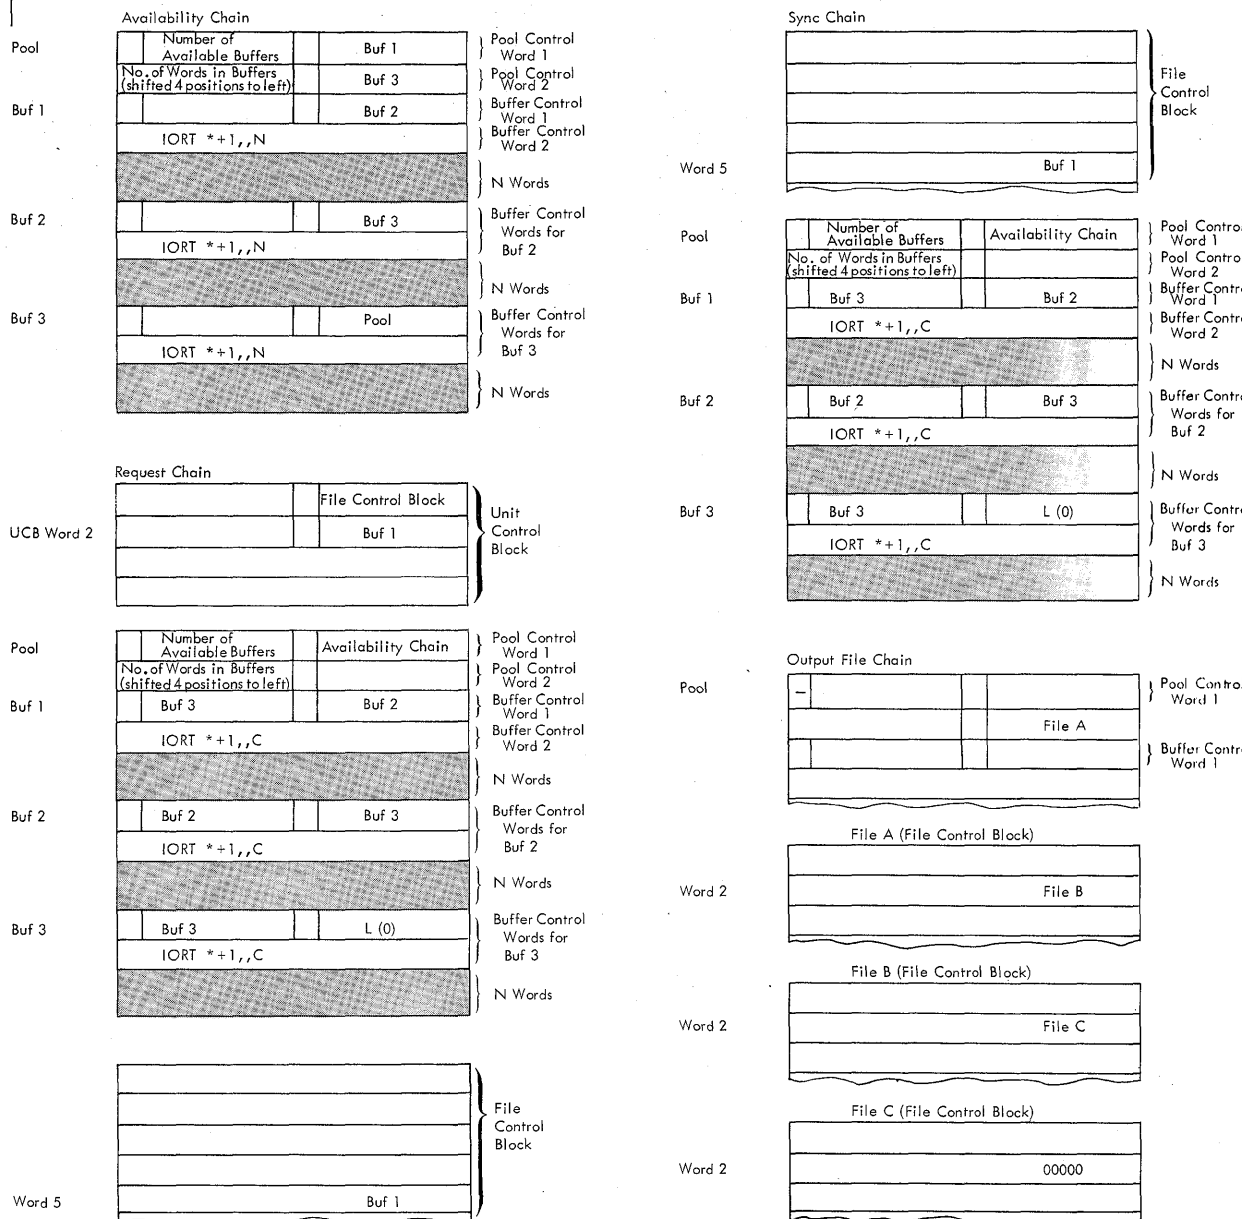 Availability Chain
Pool
Number of
Available Buffers
Buf 1
Pool Control
Word 1
No. of Words in Buffers
(shifted 4 positions to left)
Buf 3
Pool Control
Word 2
Buf 1
Buf 2
Buffer Control
Word 1
IORT *+1,,N
Buffer Control
Word 2
N Words
Buf 2
Buf 3
Buffer Control
Words for
Buf 2
IORT *+1,,N
N Words
Buf 3
Pool
Buffer Control
Words for
Buf 3
IORT *+1,,N
N Words
Request Chain
File Control Block
UCB Word 2
Buf 1
Unit
Control
Block
Pool
Number of
Available Buffers
Availability Chain
Pool Control
Word 1
No. of Words in Buffers
(shifted 4 positions to left)
Pool Control
Word 2
Buf 1
Buf 3
Buf 2
Buffer Control
Word 1
IORT *+1,,C
Buffer Control
Word 2
N Words
Buf 2
Buf 2
Buf 3
Buffer Control
Words for
Buf 2
IORT *+1,,C
N Words
Buf 3
Buf 3
L (0)
Buffer Control
Words for
Buf 3
IORT *+1,,C
N Words
File
Control
Block
Word 5
Buf 1
Sync Chain
File
Control
Block
Word 5
Buf 1
Pool
Number of
Available Buffers
Availability Chain
Pool Contro
Word 1
No. of Words in Buffers
(shifted 4 positions to left)
Pool Contro
Word 2
Buf 1
Buf 3
Buf 2
Buffer Contr
Word 1
IORT *+1,,C
Buffer Contr
Word 2
N Words
Buf 2
Buf 2
Buf 3
Buffer Contr
Words for
Buf 2
IORT *+1,,C
N Words
Buf 3
Buf 3
L (0)
Buffer Contr
Words for
Buf 3
IORT *+1,,C
N Words
Output File Chain
Pool
–
Pool Contro
Word 1
File A
Buffer Contr
Word 1
File A (File Control Block)
Word 2
File B
File B (File Control Block)
Word 2
File C
File C (File Control Block)
Word 2
00000